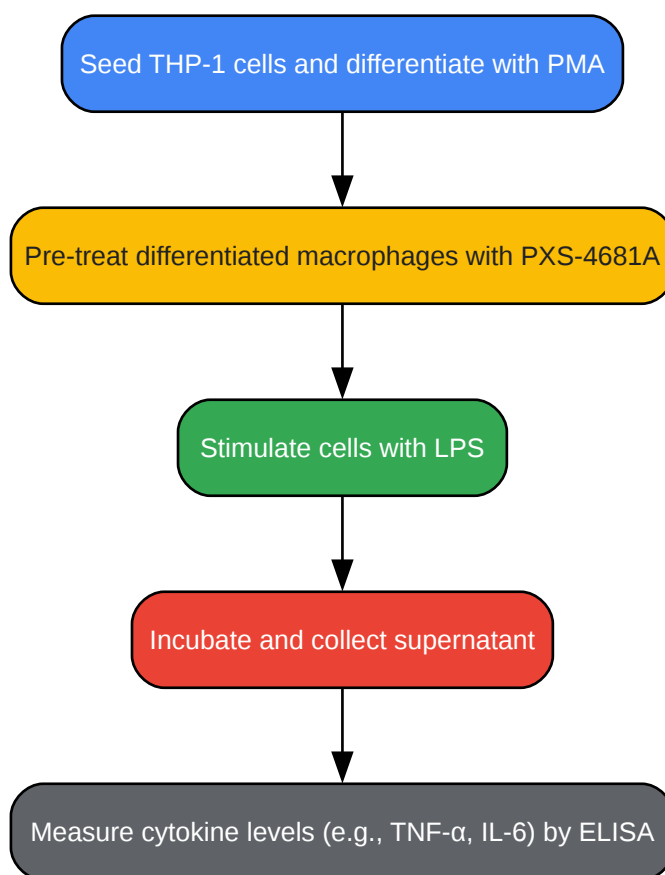 Seed THP-1 cells and differentiate with PMA
Pre-treat differentiated macrophages with PXS-4681A
Stimulate cells with LPS
Incubate and collect supernatant
Measure cytokine levels (e.g., TNF-α, IL-6) by ELISA